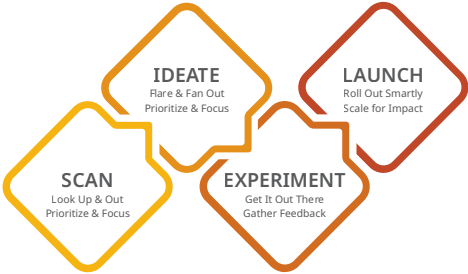 IDEATE
Flare & Fan Out
Prioritize & Focus
LAUNCH
Roll Out Smartly
Scale for Impact
SCAN
Look Up & Out
Prioritize & Focus
EXPERIMENT
Get It Out There
Gather Feedback